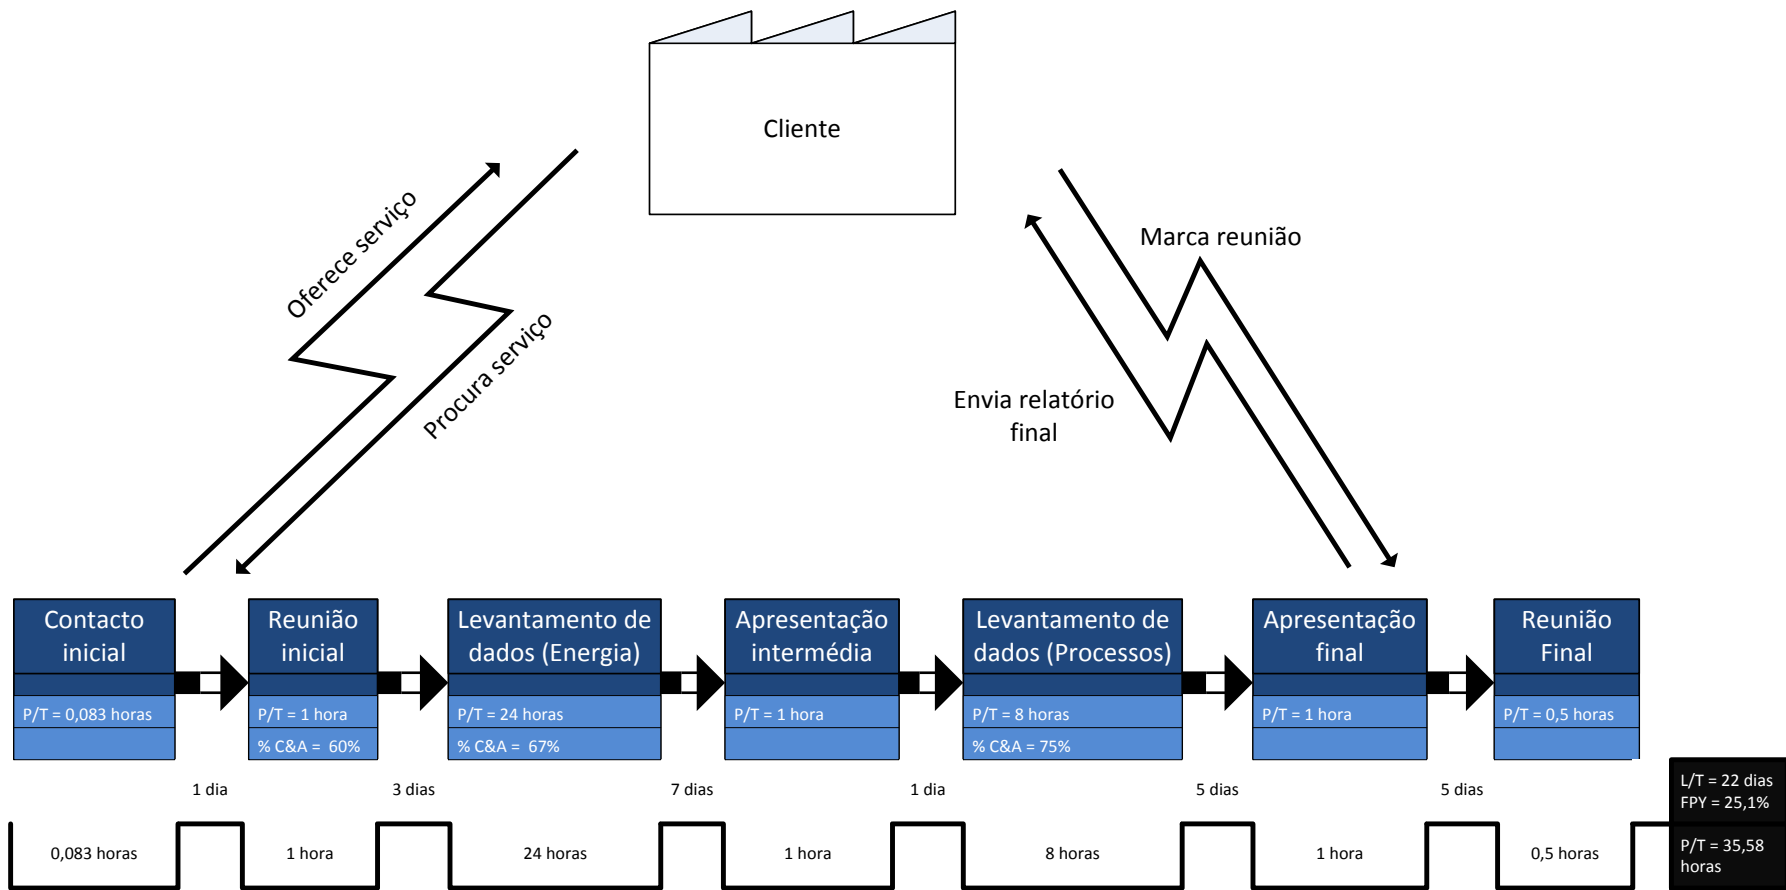 Cliente
Oferece serviço
Procura serviço
Marca reunião
Envia relatório
final
Contacto
inicial
P/T = 0,083 horas
Reunião
inicial
P/T = 1 hora
% C&A =  60%
Levantamento de
dados (Energia)
P/T = 24 horas
% C&A =  67%
Apresentação
intermédia
P/T = 1 hora
Levantamento de
dados (Processos)
P/T = 8 horas
% C&A = 75%
Apresentação
final
P/T = 1 hora
Reunião
Final
P/T = 0,5 horas
1 dia
3 dias
7 dias
1 dia
5 dias
5 dias
L/T = 22 dias
FPY = 25,1%
0,083 horas
1 hora
24 horas
1 hora
8 horas
1 hora
0,5 horas
P/T = 35,58
horas